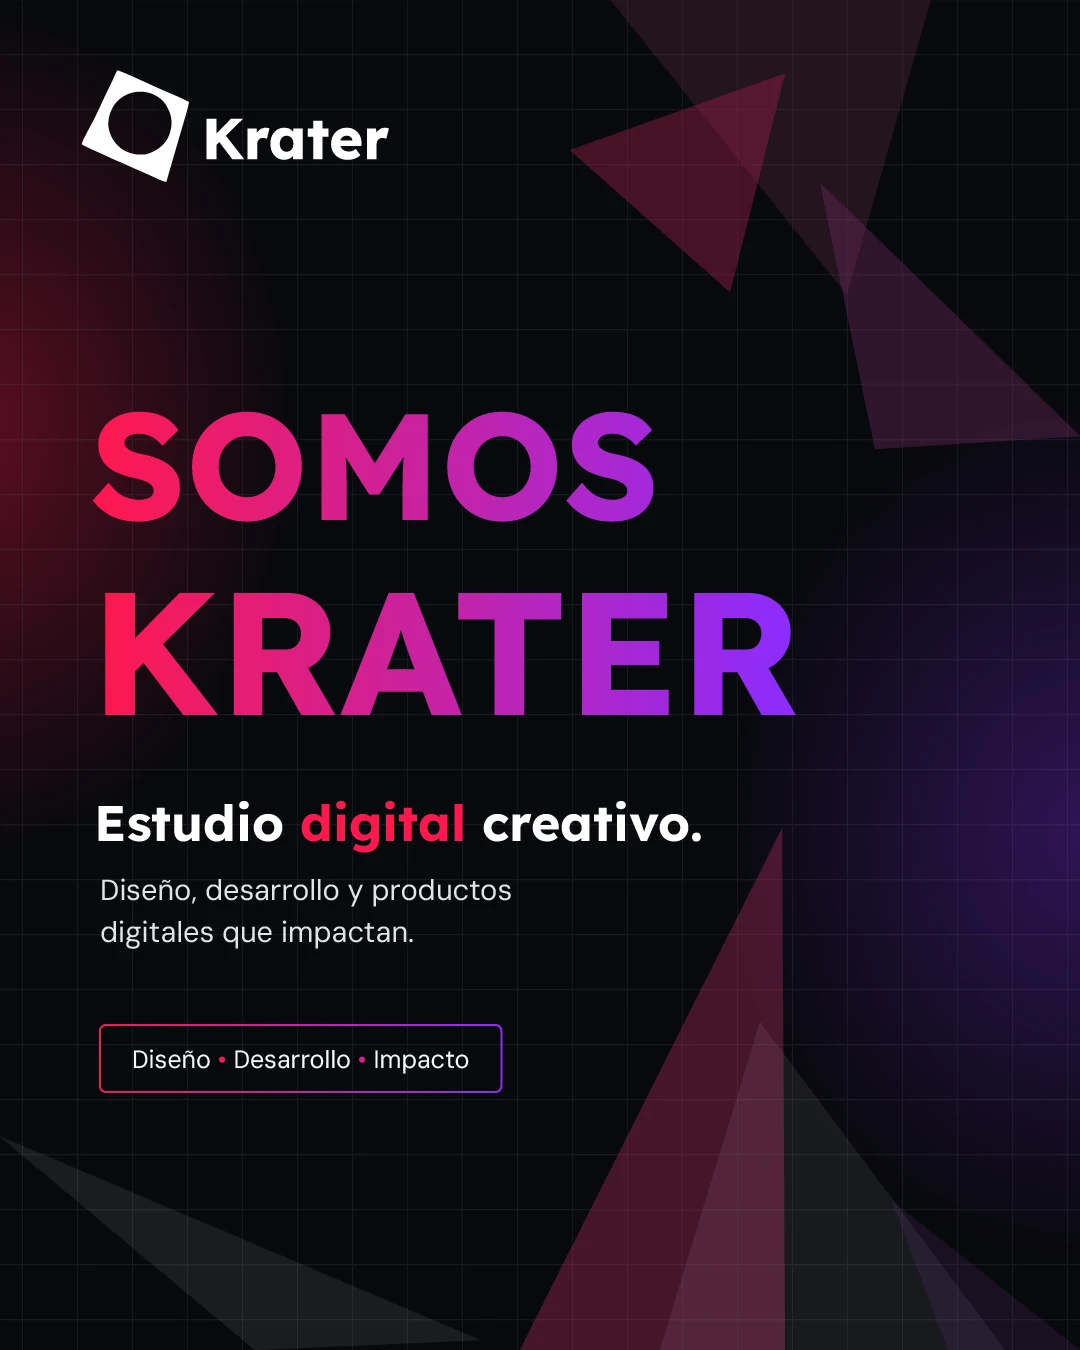 Krater
SOMOS
KRATER
Estudio digital creativo.
Diseño, desarrollo y productos
digitales que impactan.
Diseño • Desarrollo • Impacto